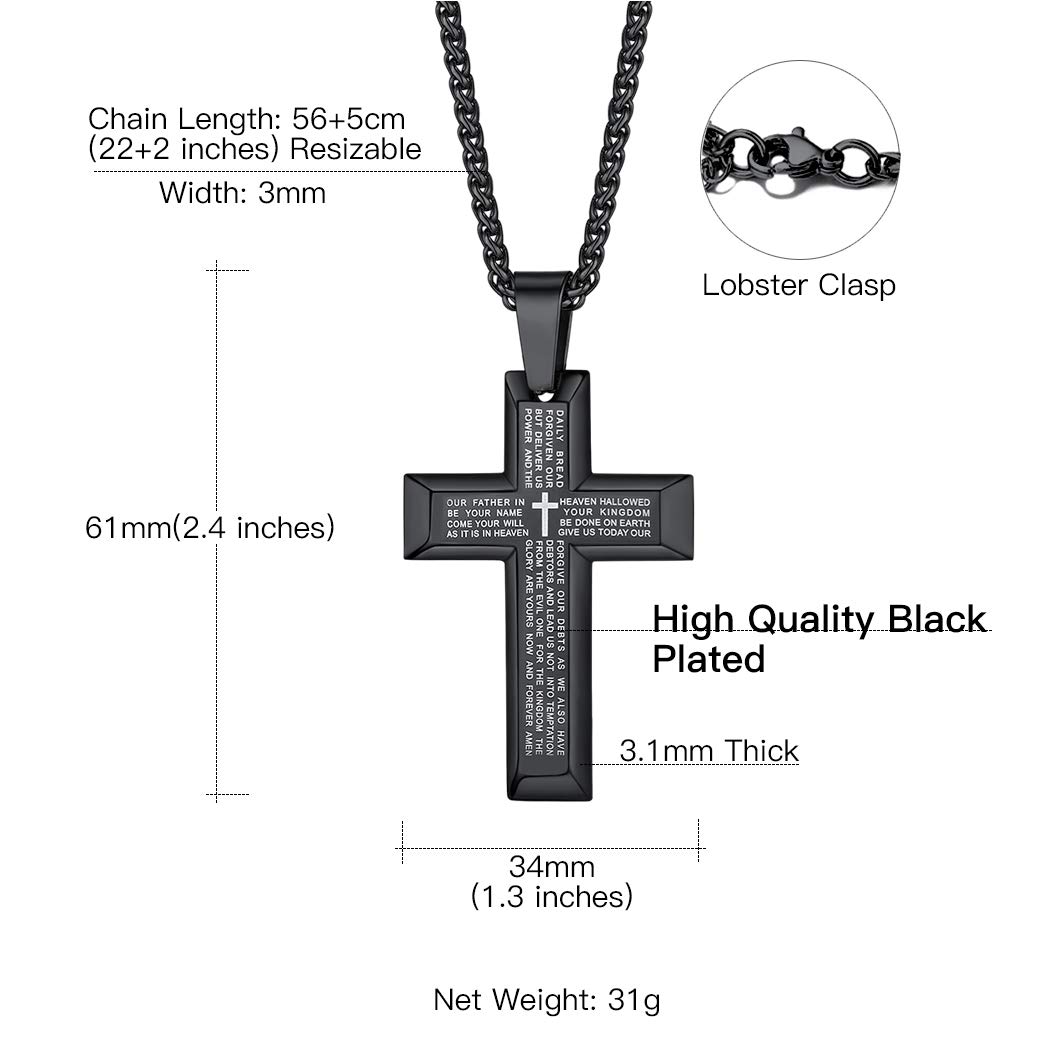 Chain Length: 56+5cm
(22+2 inches) Resizable
Width: 3mm
Lobster Clasp
DAILY BREAD
FORGIVEN OUR
BUT DELIVER US
POWER AND THE
OUR FATHER IN
BE YOUR NAME
COME YOUR WILL
AS IT IS IN HEAVEN
HEAVEN HALLOWED
YOUR KINGDOM
BE DONE ON EARTH
GIVE US TODAY OUR
FORGIVE OUR DEBTS AS WE ALSO HAVE
DEBTORS AND LEAD US NOT INTO TEMPTATION
FROM THE EVIL ONE FOR THE KINGDOM THE
GLORY ARE YOURS NOW AND FOREVER AMEN
61mm(2.4 inches)
High Quality Black
Plated
3.1mm Thick
34mm
(1.3 inches)
Net Weight: 31g